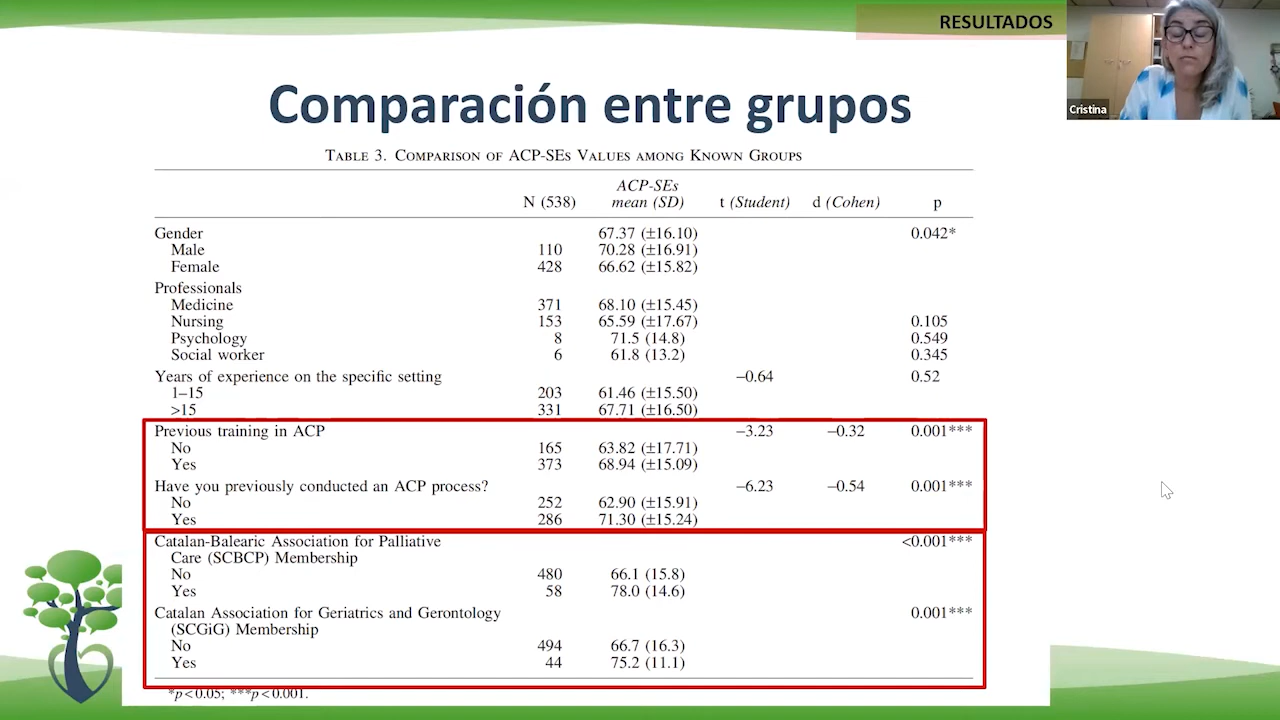 RESULTADOS
Cristina
Comparación entre grupos
TABLE 3. COMPARISON OF ACP-SES VALUES AMONG KNOWN GROUPS
N (538) ACP-SEs mean (SD) t (Student) d (Cohen) p
Gender 67.37 (±16.10) 0.042*
Male 110 70.28 (±16.91)
Female 428 66.62 (±15.82)
Professionals
Medicine 371 68.10 (±15.45)
Nursing 153 65.59 (±17.67) 0.105
Psychology 8 71.5 (14.8) 0.549
Social worker 6 61.8 (13.2) 0.345
Years of experience on the specific setting −0.64 0.52
1–15 203 61.46 (±15.50)
>15 331 67.71 (±16.50)
Previous training in ACP −3.23 −0.32 0.001***
No 165 63.82 (±17.71)
Yes 373 68.94 (±15.09)
Have you previously conducted an ACP process? −6.23 −0.54 0.001***
No 252 62.90 (±15.91)
Yes 286 71.30 (±15.24)
Catalan-Balearic Association for Palliative <0.001***
Care (SCBCP) Membership
No 480 66.1 (15.8)
Yes 58 78.0 (14.6)
Catalan Association for Geriatrics and Gerontology 0.001***
(SCGiG) Membership
No 494 66.7 (16.3)
Yes 44 75.2 (11.1)
*p<0.05; ***p<0.001.